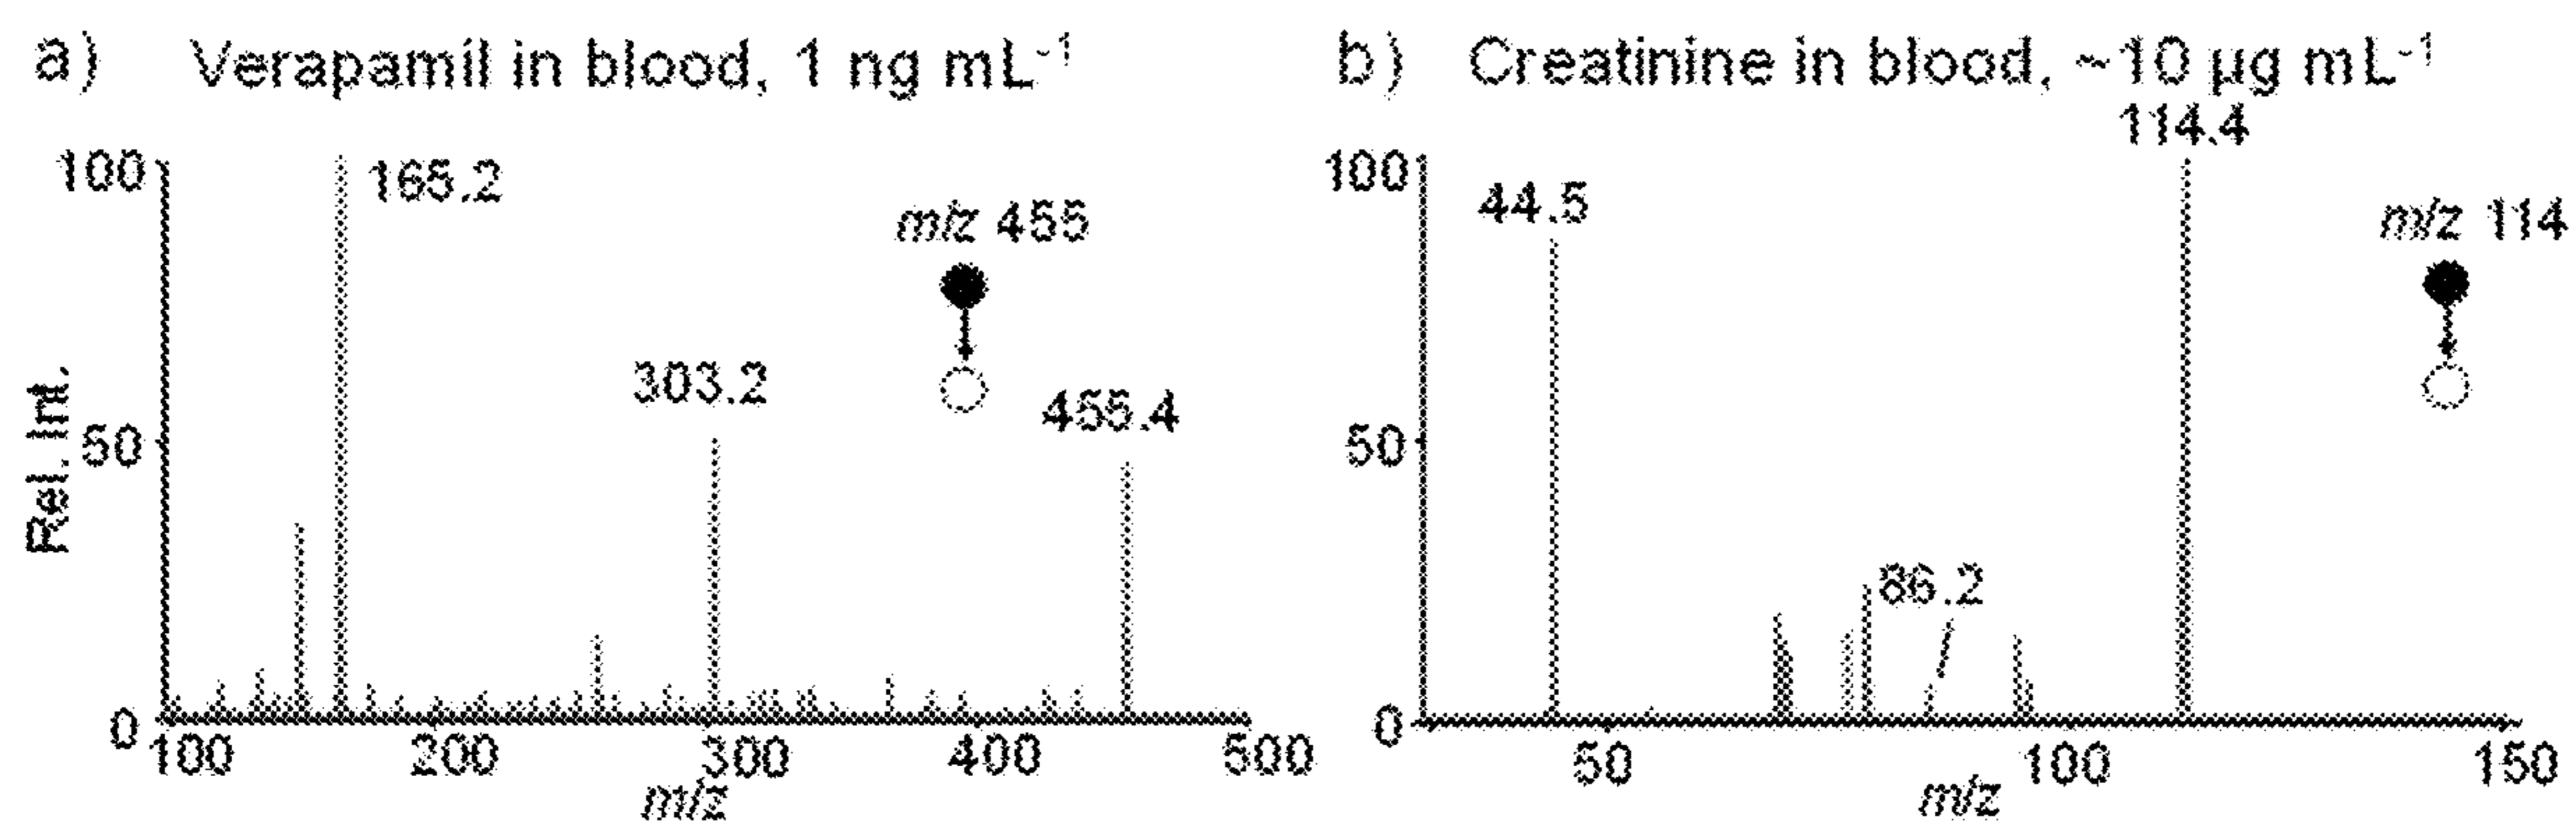 a) Verapamil in blood, 1 ng mL-1
100
165.2
m/z 455
303.2
455.4
Rel. Int.
50
0
100 200 300 400 500
m/z
b) Creatinine in blood, ~10 µg mL-1
114.4
100
44.5
m/z 114
50
86.2
0
50 100 150
m/z